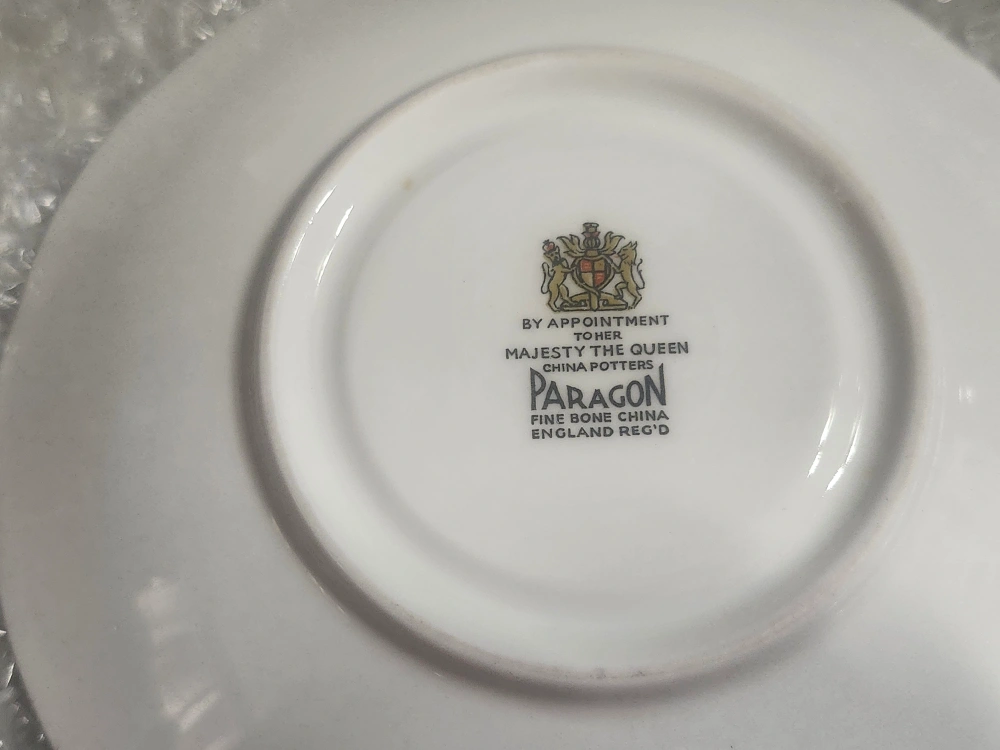 BY APPOINTMENT
TO HER
MAJESTY THE QUEEN
CHINA POTTERS
PARAGON
FINE BONE CHINA
ENGLAND REG'D